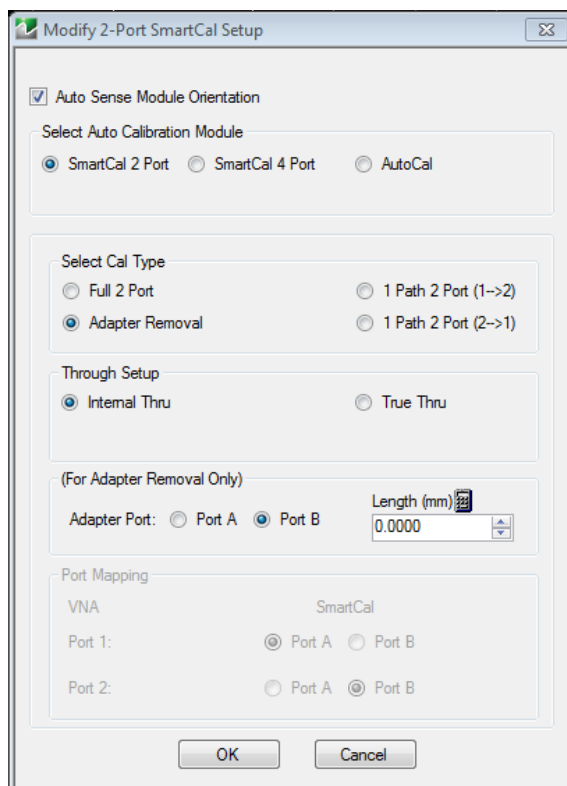 Modify 2-Port SmartCal Setup
Auto Sense Module Orientation
Select Auto Calibration Module
SmartCal 2 Port SmartCal 4 Port AutoCal
Select Cal Type
Full 2 Port 1 Path 2 Port (1-->2)
Adapter Removal 1 Path 2 Port (2-->1)
Through Setup
Internal Thru True Thru
(For Adapter Removal Only)
Length (mm)
Adapter Port: Port A Port B 0.0000
Port Mapping
VNA SmartCal
Port 1: Port A Port B
Port 2: Port A Port B
OK Cancel